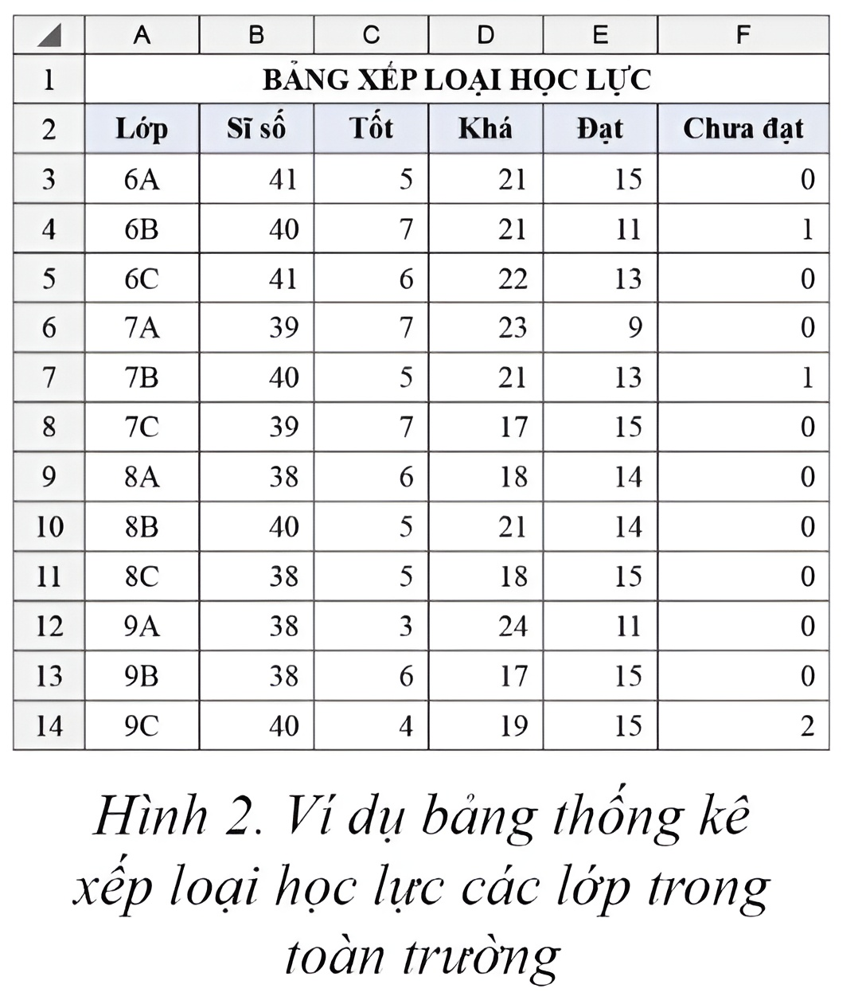 A B C D E F
1 BẢNG XẾP LOẠI HỌC LỰC
2 Lớp Sĩ số Tốt Khá Đạt Chưa đạt
3 6A 41 5 21 15 0
4 6B 40 7 21 11 1
5 6C 41 6 22 13 0
6 7A 39 7 23 9 0
7 7B 40 5 21 13 1
8 7C 39 7 17 15 0
9 8A 38 6 18 14 0
10 8B 40 5 21 14 0
11 8C 38 5 18 15 0
12 9A 38 3 24 11 0
13 9B 38 6 17 15 0
14 9C 40 4 19 15 2
Hình 2. Ví dụ bảng thống kê
xếp loại học lực các lớp trong
toàn trường